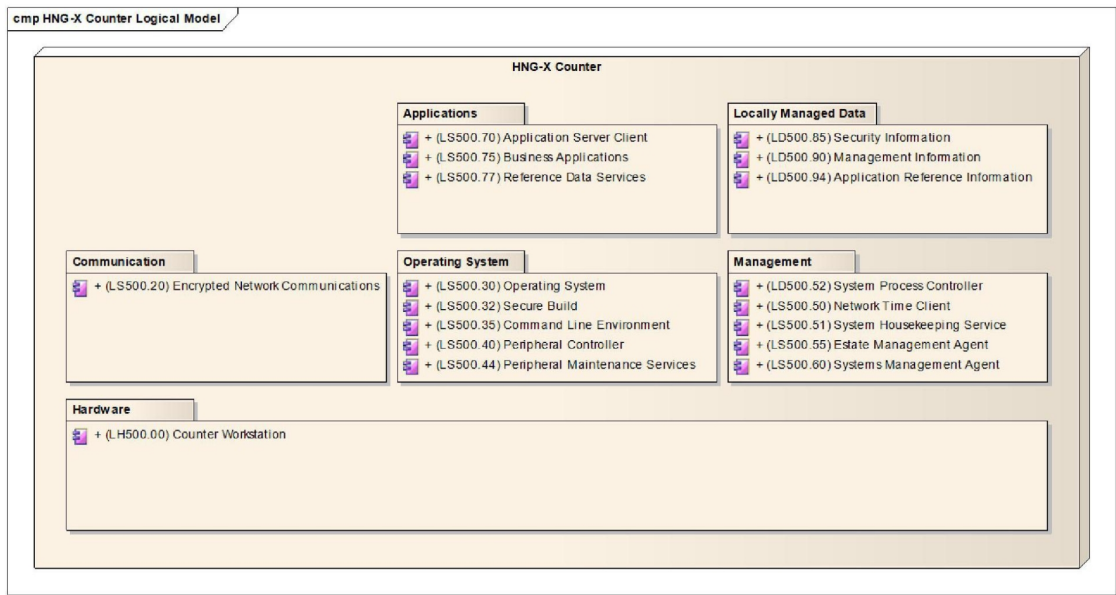 cmp HNG-X Counter Logical Model
HNG-X Counter
Applications
+ (LS500.70) Application Server Client
+ (LS500.75) Business Applications
+ (LS500.77) Reference Data Services
Locally Managed Data
+ (LD500.85) Security Information
+ (LD500.90) Management Information
+ (LD500.94) Application Reference Information
Communication
+ (LS500.20) Encrypted Network Communications
Operating System
+ (LS500.30) Operating System
+ (LS500.32) Secure Build
+ (LS500.35) Command Line Environment
+ (LS500.40) Peripheral Controller
+ (LS500.44) Peripheral Maintenance Services
Management
+ (LD500.52) System Process Controller
+ (LS500.50) Network Time Client
+ (LS500.51) System Housekeeping Service
+ (LS500.55) Estate Management Agent
+ (LS500.60) Systems Management Agent
Hardware
+ (LH500.00) Counter Workstation